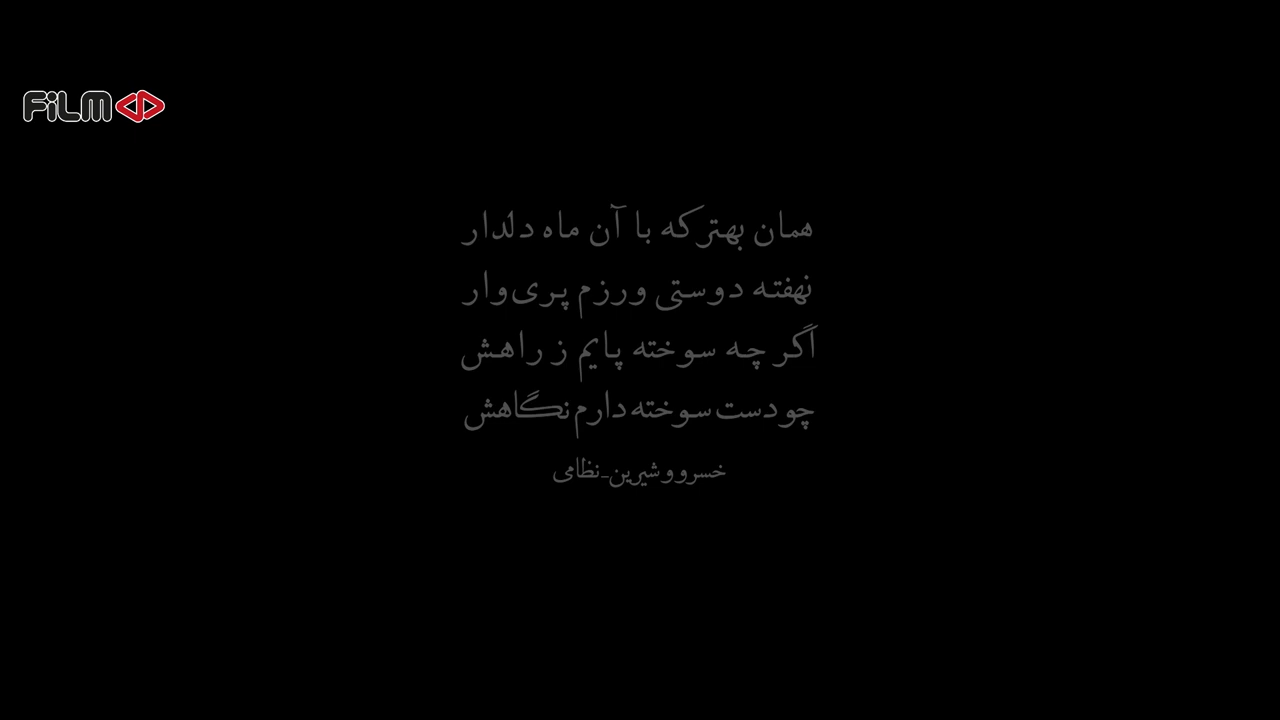 FiLM
همان بهتر که با آن ماه دلدار
نهفته دوستی ورزم پری‌وار
اگر چه سوخته پایم ز راهش
چو دست سوخته دارم نگاهش
خسرو و شیرین-نظامی